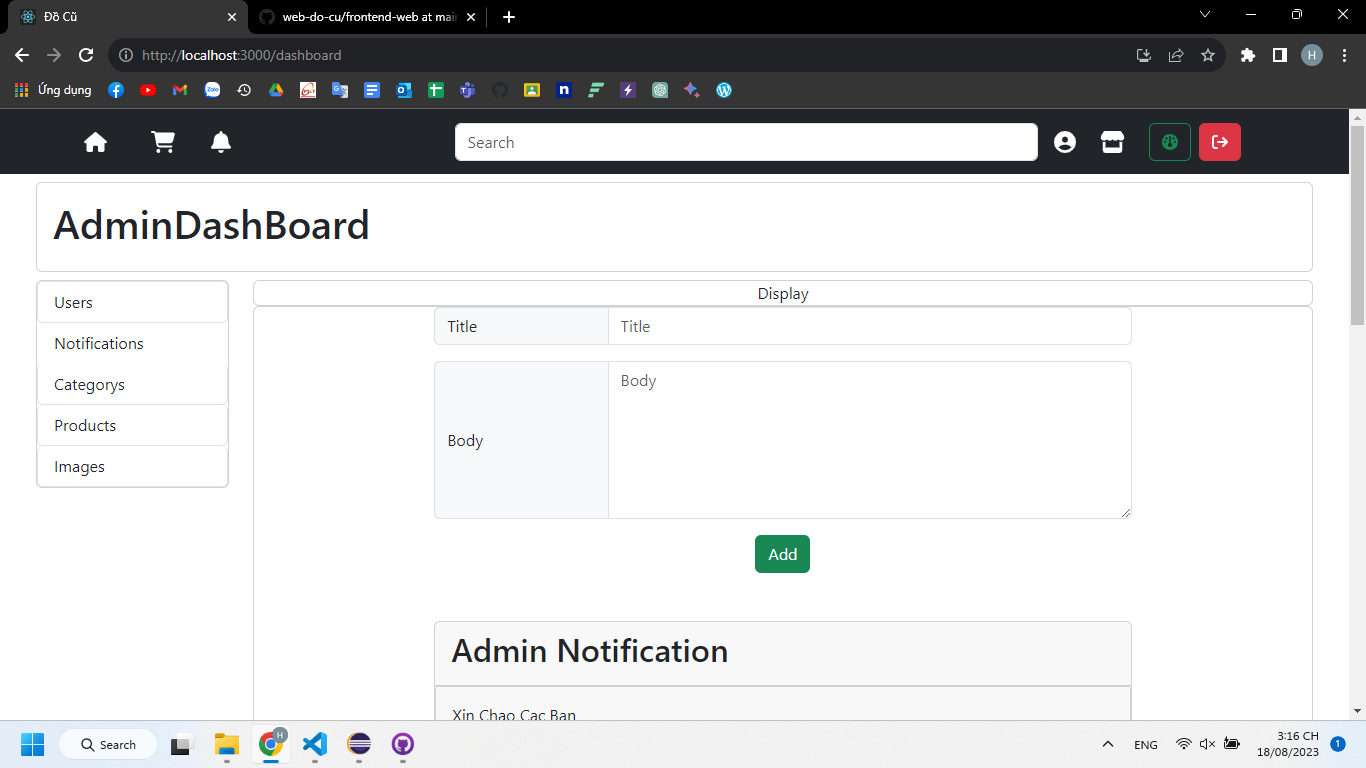 Đồ Cũ
web-do-cu/frontend-web at mai
http://localhost:3000/dashboard
H
Ứng dụng
Zalo
n
Search
AdminDashBoard
Users
Display
Title
Title
Notifications
Categorys
Body
Products
Body
Images
Add
Admin Notification
Xin Chao Cac Ban
Search
H
ENG
3:16 CH
18/08/2023
1